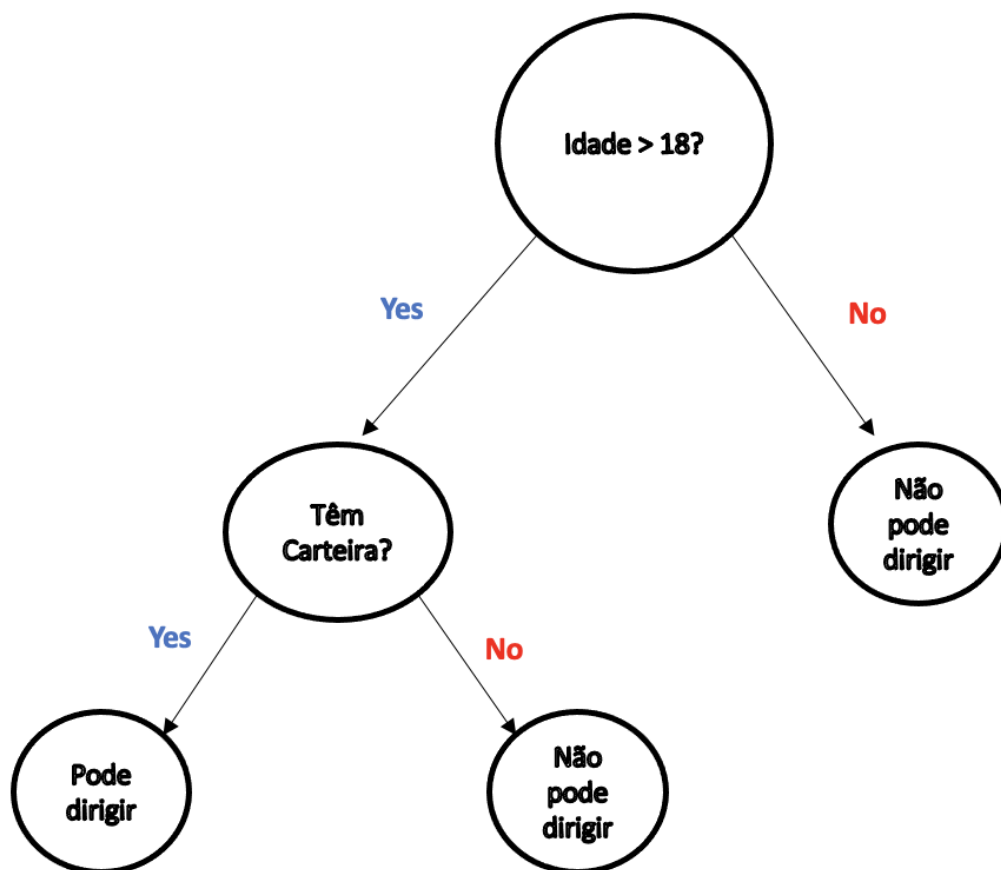 Idade > 18?
Yes
No
Têm
Carteira?
Não
pode
dirigir
Yes
No
Pode
dirigir
Não
pode
dirigir